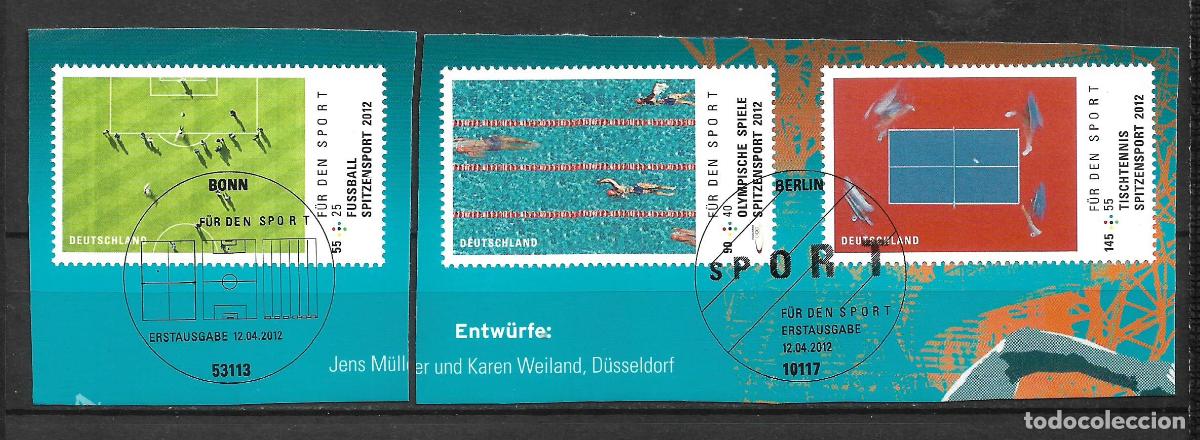 DEUTSCHLAND
FÜR DEN SPORT
55 + 25
FUSSBALL
SPITZENSPORT 2012
BONN
FÜR DEN SPORT
ERSTAUSGABE 12.04.2012
53113
DEUTSCHLAND
FÜR DEN SPORT
90 + 40
OLYMPISCHE SPIELE
SPITZENSPORT 2012
DEUTSCHLAND
FÜR DEN SPORT
145 + 55
TISCHTENNIS
SPITZENSPORT 2012
BERLIN
SPORT
FÜR DEN SPORT
ERSTAUSGABE
12.04.2012
10117
Entwürfe:
Jens Müller und Karen Weiland, Düsseldorf
todocoleccion